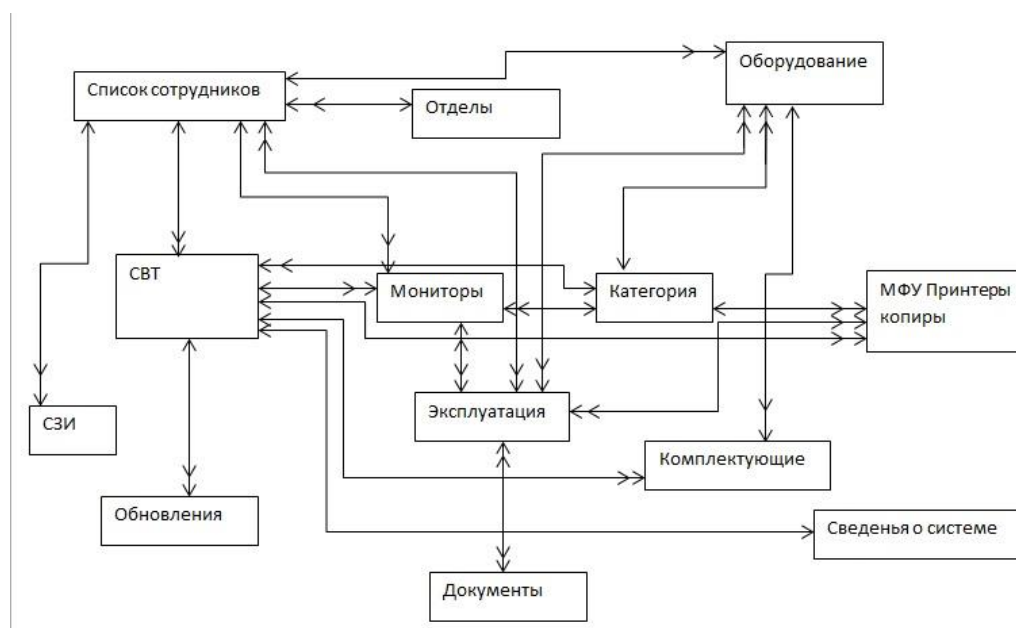 Оборудование
Список сотрудников
Отделы
СВТ
Мониторы
Категория
МФУ Принтеры
копиры
Эксплуатация
СЗИ
Комплектующие
Обновления
Сведенья о системе
Документы